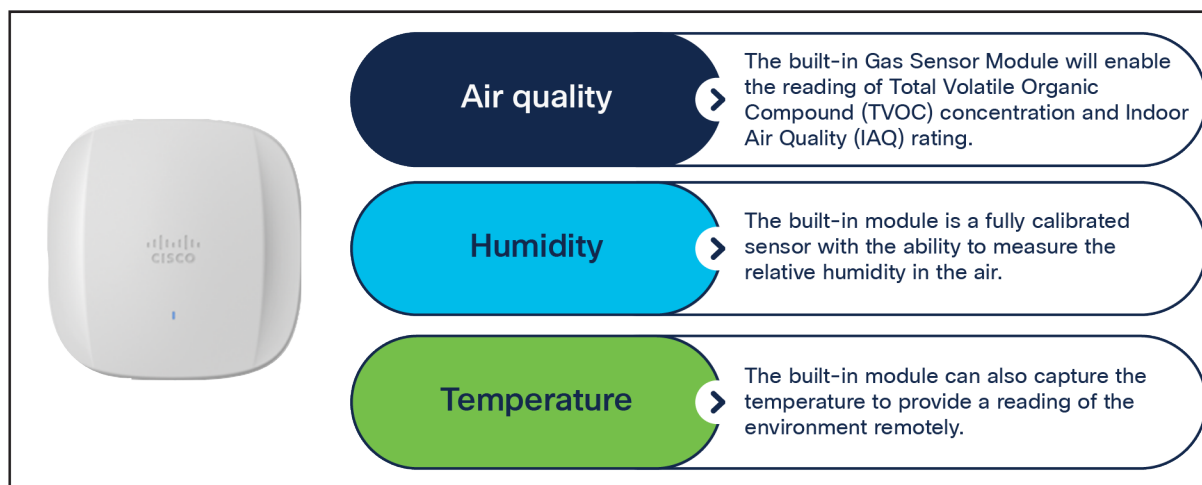 CISCO
Air quality
The built-in Gas Sensor Module will enable
the reading of Total Volatile Organic
Compound (TVOC) concentration and Indoor
Air Quality (IAQ) rating.
Humidity
The built-in module is a fully calibrated
sensor with the ability to measure the
relative humidity in the air.
Temperature
The built-in module can also capture the
temperature to provide a reading of the
environment remotely.